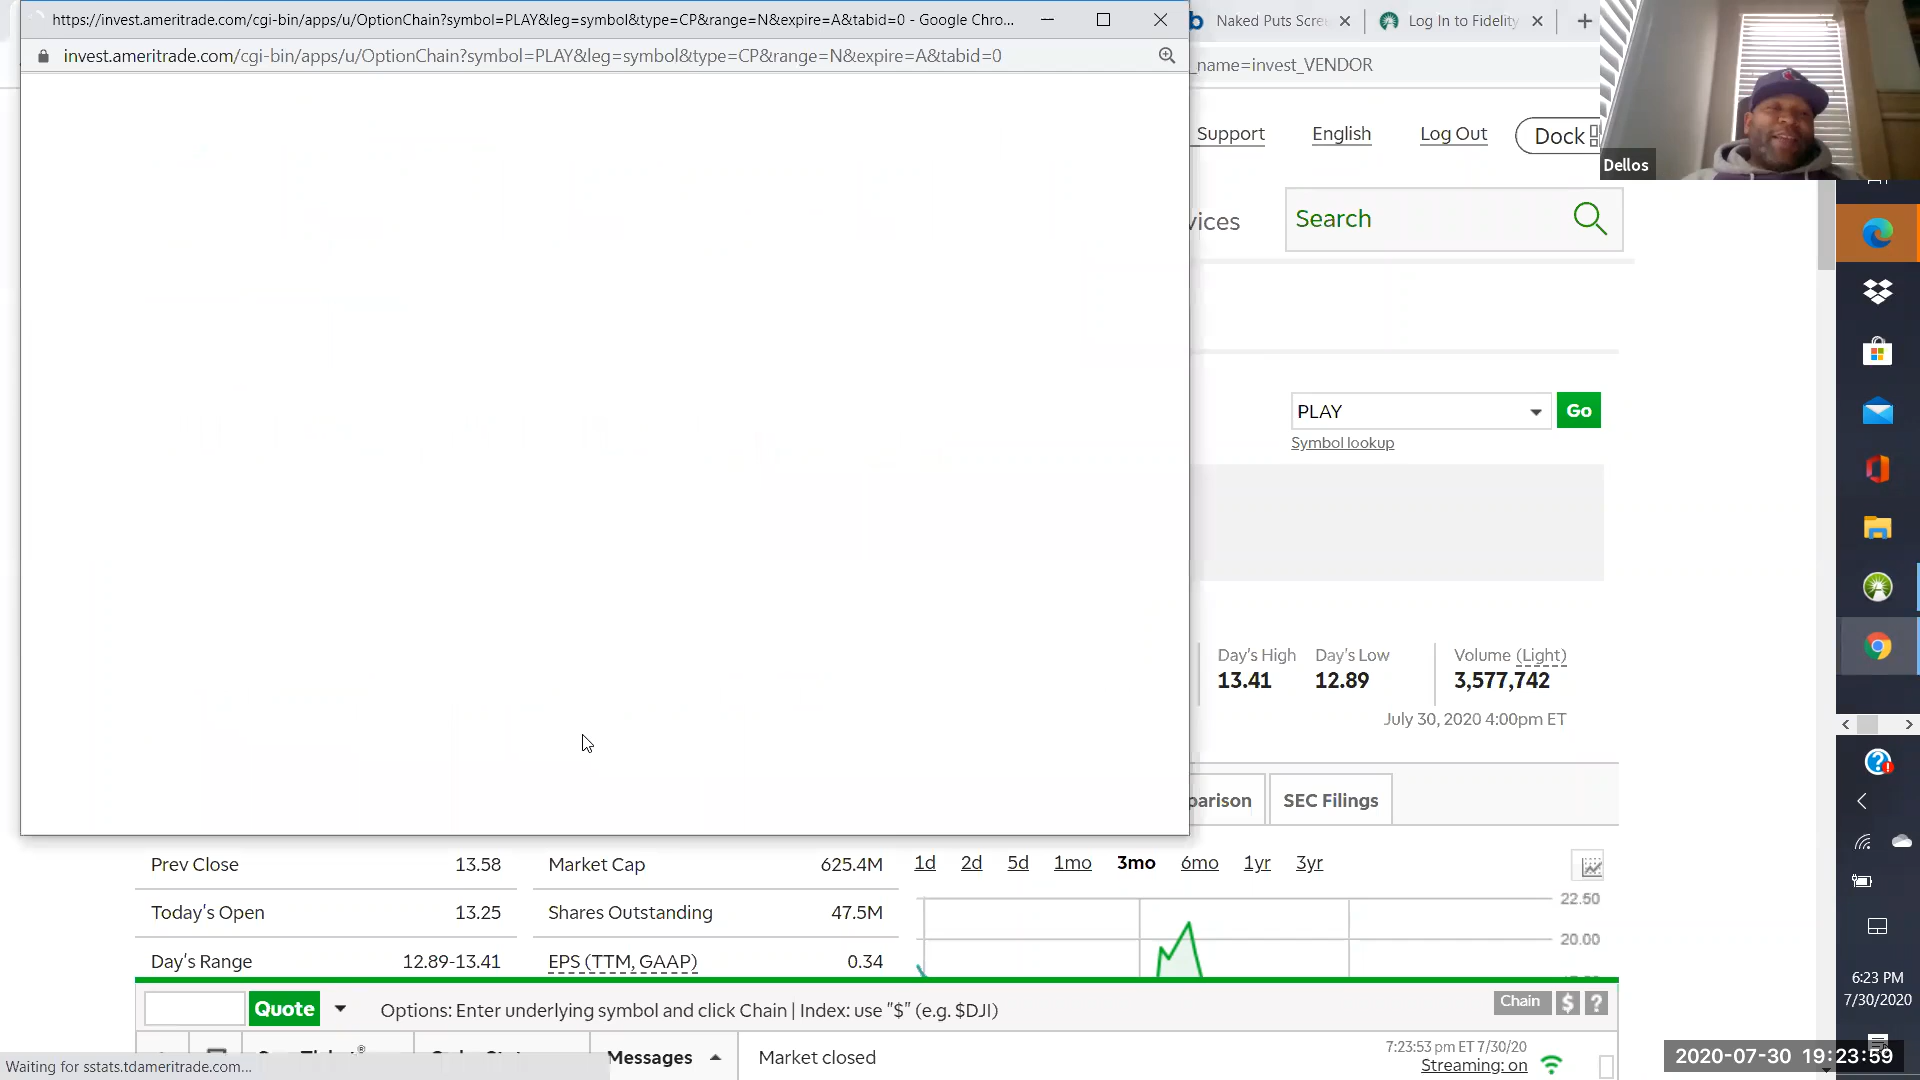 https://invest.ameritrade.com/cgi-bin/apps/u/OptionChain?symbol=PLAY&leg=symbol&type=CP&range=N&expire=A&tabid=0 - Google Chro...
Naked Puts Scre
Log In to Fidelity
invest.ameritrade.com/cgi-bin/apps/u/OptionChain?symbol=PLAY&leg=symbol&type=CP&range=N&expire=A&tabid=0
_name=invest_VENDOR
Support
English
Log Out
Dock
Dellos
vices
Search
PLAY
Go
Symbol lookup
Day's High
Day's Low
Volume (Light)
13.41
12.89
3,577,742
July 30, 2020 4:00pm ET
parison
SEC Filings
Prev Close 13.58
Market Cap 625.4M
1d 2d 5d 1mo 3mo 6mo 1yr 3yr
22.50
Today's Open 13.25
Shares Outstanding 47.5M
20.00
Day's Range 12.89-13.41
EPS (TTM, GAAP) 0.34
Quote
Options: Enter underlying symbol and click Chain | Index: use "$" (e.g. $DJI)
Chain $ ?
Messages
Market closed
7:23:53 pm ET 7/30/20
Streaming: on
Waiting for sstats.tdameritrade.com...
6:23 PM
7/30/2020
2020-07-30 19:23:59